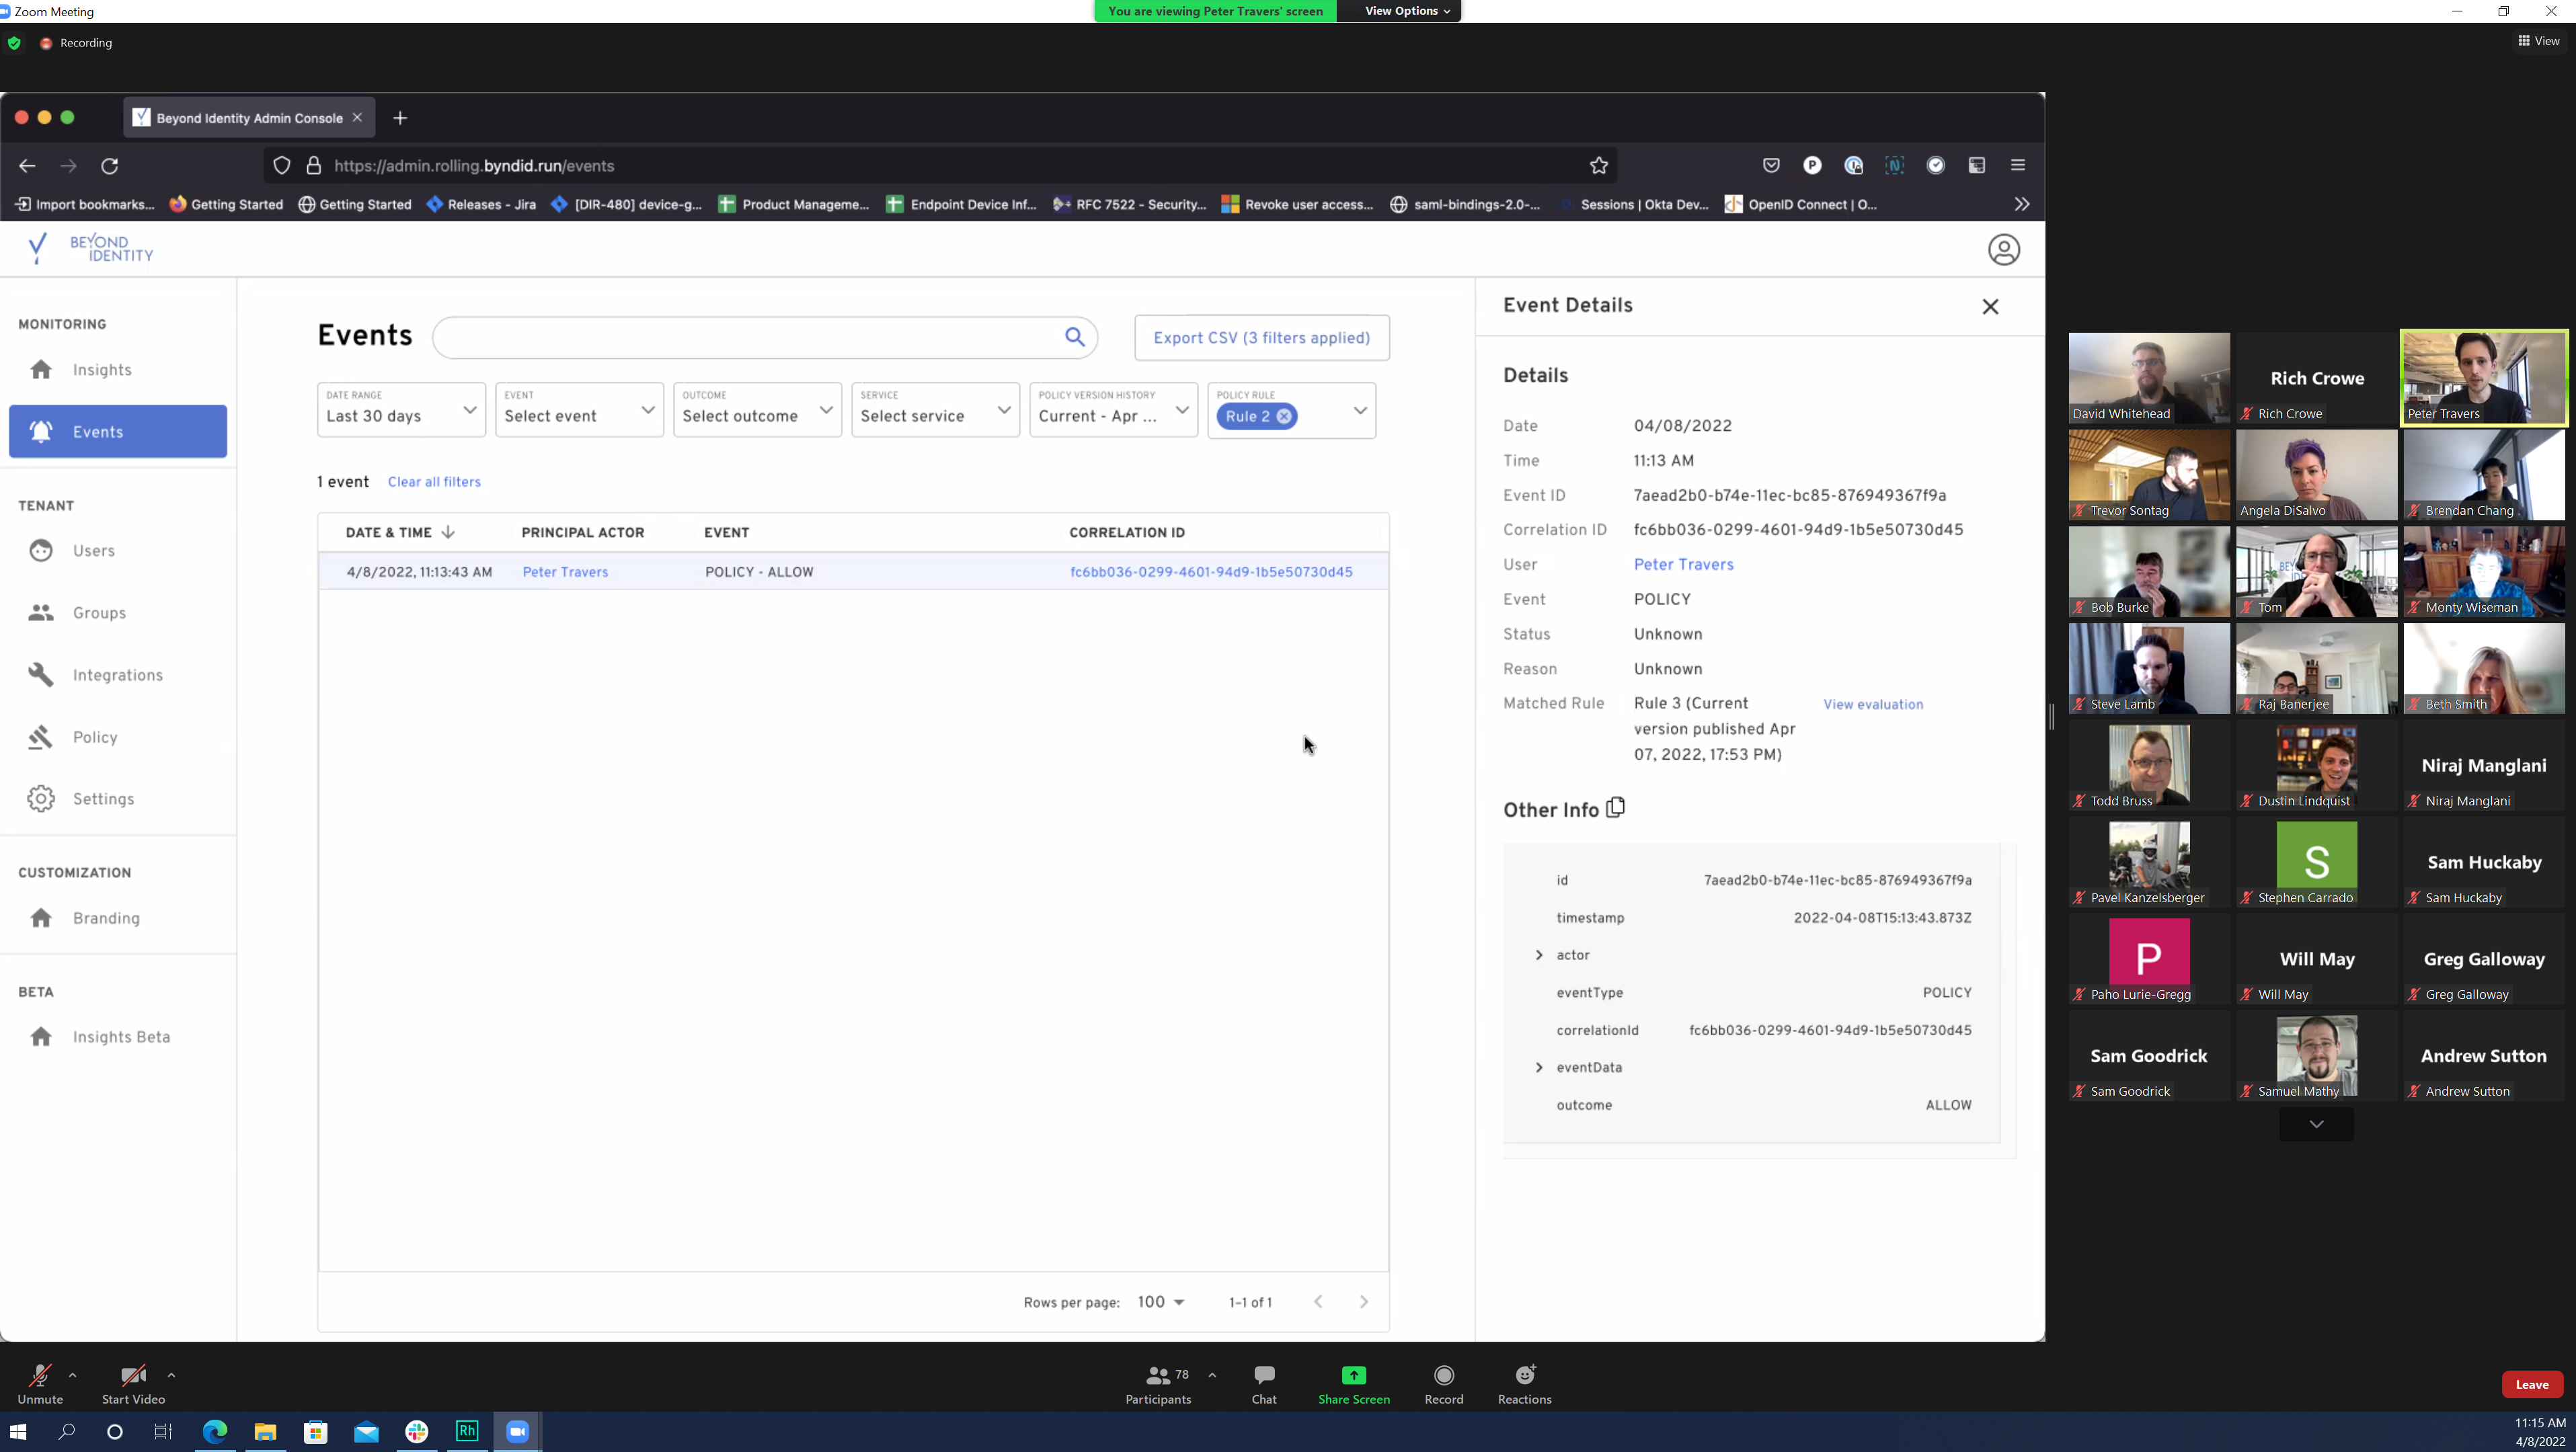 Zoom Meeting
You are viewing Peter Travers' screen
View Options
Recording
View
Beyond Identity Admin Console
https://admin.rolling.byndid.run/events
Import bookmarks...
Getting Started
Getting Started
Releases - Jira
[DIR-480] device-g...
Product Manageme...
Endpoint Device Inf...
RFC 7522 - Security...
Revoke user access...
saml-bindings-2.0-...
Sessions | Okta Dev...
OpenID Connect | O...
BEYOND
IDENTITY
MONITORING
Insights
Events
TENANT
Users
Groups
Integrations
Policy
Settings
CUSTOMIZATION
Branding
BETA
Insights Beta
Events
Export CSV (3 filters applied)
DATE RANGE
Last 30 days
EVENT
Select event
OUTCOME
Select outcome
SERVICE
Select service
POLICY VERSION HISTORY
Current - Apr ...
POLICY RULE
Rule 2
1 event
Clear all filters
DATE & TIME
PRINCIPAL ACTOR
EVENT
CORRELATION ID
4/8/2022, 11:13:43 AM
Peter Travers
POLICY - ALLOW
fc6bb036-0299-4601-94d9-1b5e50730d45
Rows per page:
100
1-1 of 1
Event Details
Details
Date
04/08/2022
Time
11:13 AM
Event ID
7aead2b0-b74e-11ec-bc85-876949367f9a
Correlation ID
fc6bb036-0299-4601-94d9-1b5e50730d45
User
Peter Travers
Event
POLICY
Status
Unknown
Reason
Unknown
Matched Rule
Rule 3 (Current
version published Apr
07, 2022, 17:53 PM)
View evaluation
Other Info
id
7aead2b0-b74e-11ec-bc85-876949367f9a
timestamp
2022-04-08T15:13:43.873Z
actor
eventType
POLICY
correlationId
fc6bb036-0299-4601-94d9-1b5e50730d45
eventData
outcome
ALLOW
David Whitehead
Rich Crowe
Rich Crowe
Peter Travers
Trevor Sontag
Angela DiSalvo
Brendan Chang
Bob Burke
Tom
Monty Wiseman
Steve Lamb
Raj Banerjee
Beth Smith
Todd Bruss
Dustin Lindquist
Niraj Manglani
Niraj Manglani
Pavel Kanzelsberger
S
Stephen Carrado
Sam Huckaby
Sam Huckaby
P
Paho Lurie-Gregg
Will May
Will May
Greg Galloway
Greg Galloway
Sam Goodrick
Sam Goodrick
Samuel Mathy
Andrew Sutton
Andrew Sutton
Unmute
Start Video
78
Participants
Chat
Share Screen
Record
Reactions
Leave
Rh
11:15 AM
4/8/2022